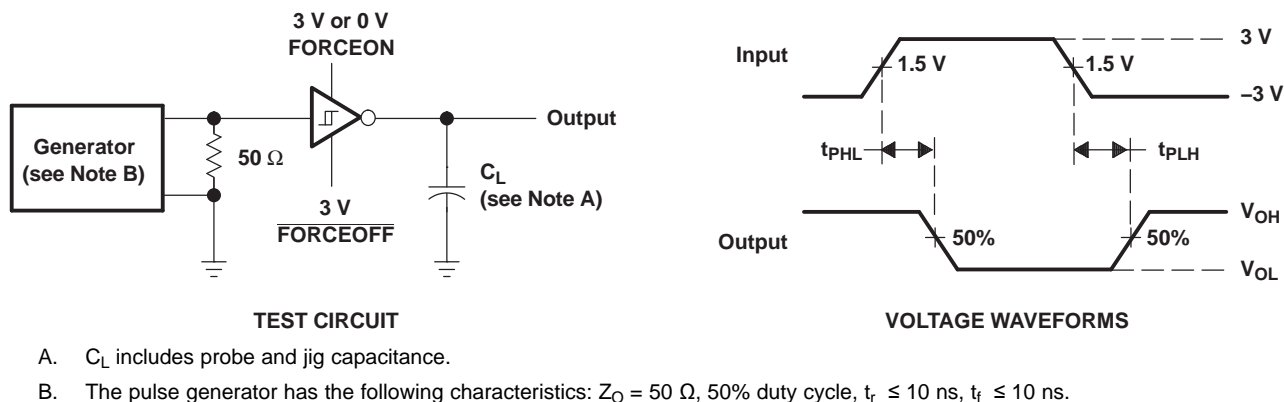 3 V or 0 V
FORCEON
Generator
(see Note B)
50 Ω
Output
C_L
(see Note A)
3 V
FORCEOFF
TEST CIRCUIT
Input
1.5 V
1.5 V
3 V
–3 V
t_PHL
t_PLH
Output
50%
50%
V_OH
V_OL
VOLTAGE WAVEFORMS
A. C_L includes probe and jig capacitance.
B. The pulse generator has the following characteristics: Z_O = 50 Ω, 50% duty cycle, t_r ≤ 10 ns, t_f ≤ 10 ns.